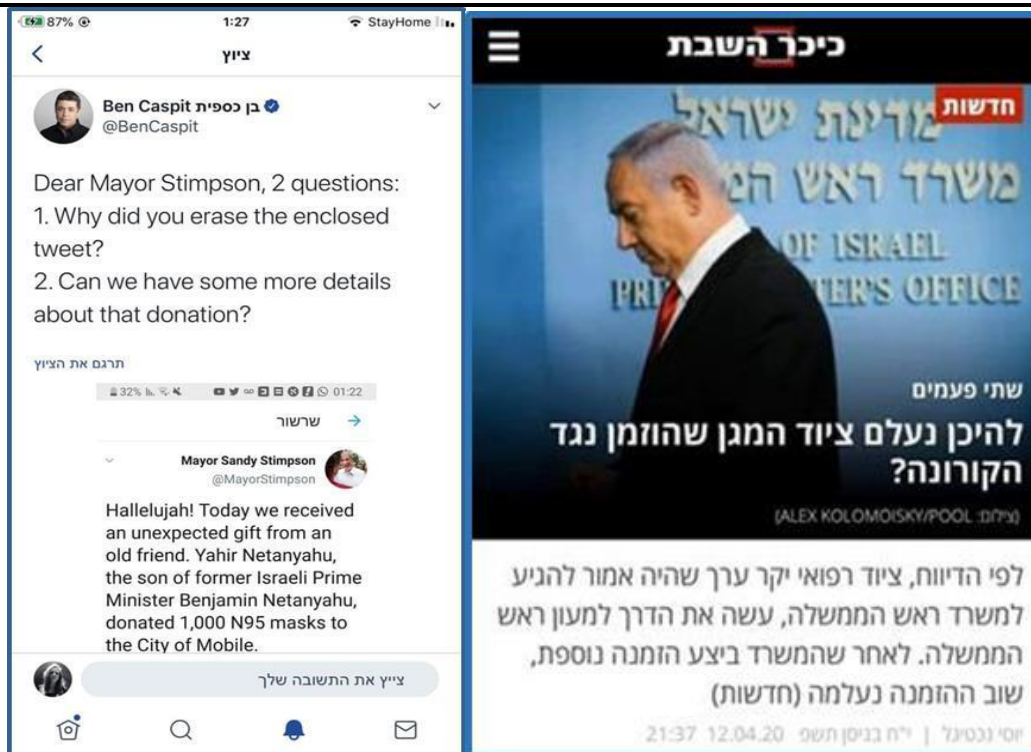 87%
1:27
StayHome
ציוץ
Ben Caspit בן כספית
@BenCaspit
Dear Mayor Stimpson, 2 questions:
1. Why did you erase the enclosed
tweet?
2. Can we have some more details
about that donation?
תרגם את הציוץ
32%
01:22
שרשור
Mayor Sandy Stimpson
@MayorStimpson
Hallelujah! Today we received
an unexpected gift from an
old friend. Yahir Netanyahu,
the son of former Israeli Prime
Minister Benjamin Netanyahu,
donated 1,000 N95 masks to
the City of Mobile.
צייץ את התשובה שלך
כיכר השבת
חדשות
מדינת ישראל
משרד ראש
OF ISRAEL
OFFICE
שתי פעמים
להיכן נעלם ציוד המגן שהוזמן נגד
הקורונה?
(צילום: ALEX KOLOMOISKY/POOL)
לפי הדיווח, ציוד רפואי יקר ערך שהיה אמור להגיע
למשרד ראש הממשלה, עשה את הדרך למעון ראש
הממשלה. לאחר שהמשרד ביצע הזמנה נוספת,
שוב ההזמנה נעלמה (חדשות)
יוסי נכטיגל | י"ח בניסן תשפ 12.04.20 21:37